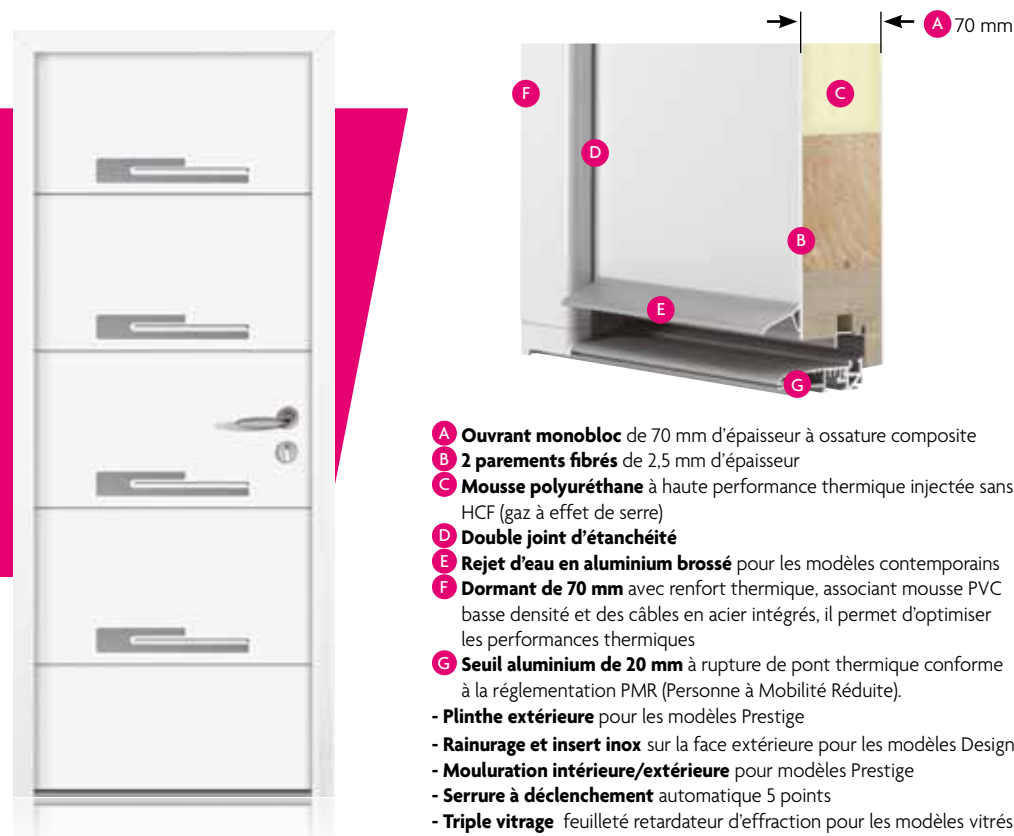 A 70 mm
F
C
D
B
E
G
A Ouvrant monobloc de 70 mm d'épaisseur à ossature composite
B 2 parements fibrés de 2,5 mm d'épaisseur
C Mousse polyuréthane à haute performance thermique injectée sans
HCF (gaz à effet de serre)
D Double joint d'étanchéité
E Rejet d'eau en aluminium brossé pour les modèles contemporains
F Dormant de 70 mm avec renfort thermique, associant mousse PVC
basse densité et des câbles en acier intégrés, il permet d'optimiser
les performances thermiques
G Seuil aluminium de 20 mm à rupture de pont thermique conforme
à la réglementation PMR (Personne à Mobilité Réduite).
- Plinthe extérieure pour les modèles Prestige
- Rainurage et insert inox sur la face extérieure pour les modèles Design
- Mouluration intérieure/extérieure pour modèles Prestige
- Serrure à déclenchement automatique 5 points
- Triple vitrage feuilleté retardateur d'effraction pour les modèles vitrés